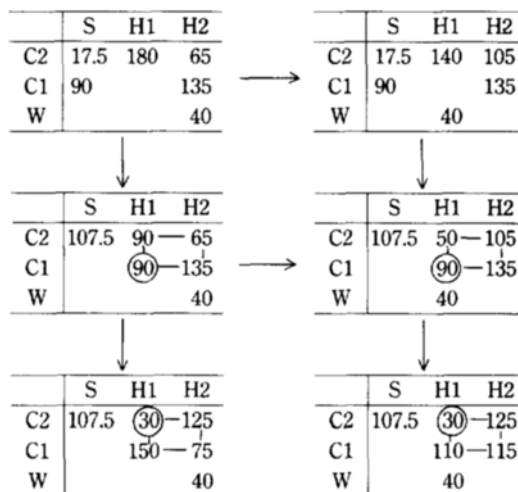 S H1 H2
C2 17.5 180 65
C1 90 135
W 40
S H1 H2
C2 17.5 140 105
C1 90 135
W 40
S H1 H2
C2 107.5 90 65
C1 90 135
W 40
S H1 H2
C2 107.5 50 105
C1 90 135
W 40
S H1 H2
C2 107.5 30 125
C1 150 75
W 40
S H1 H2
C2 107.5 30 125
C1 110 115
W 40